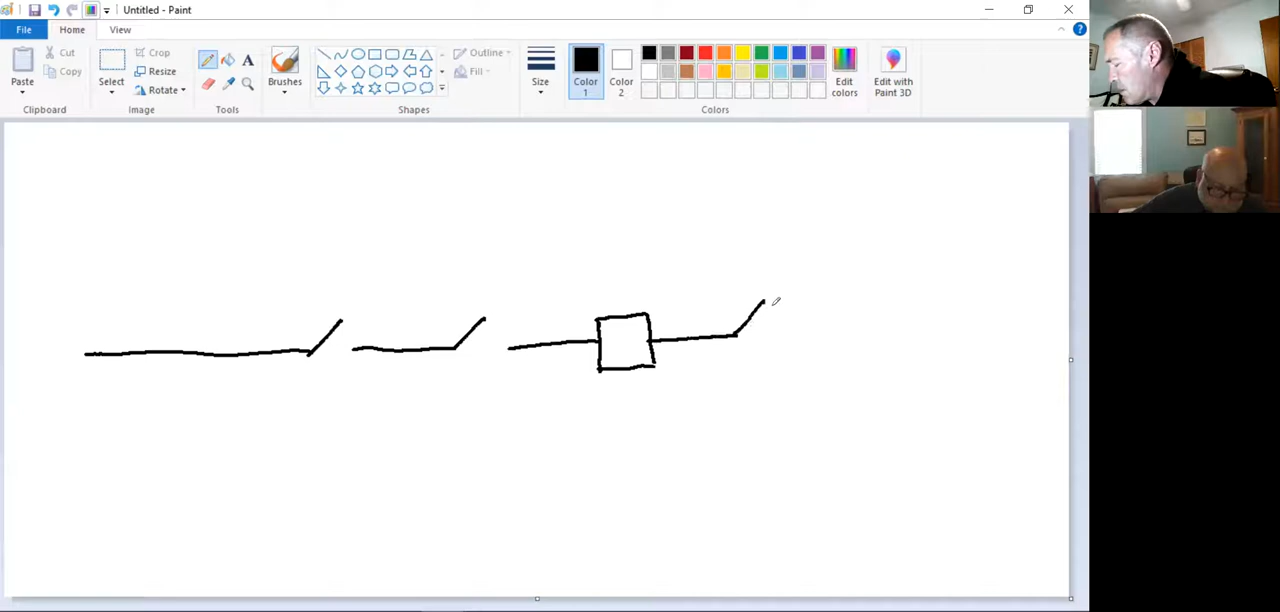 Untitled - Paint
File Home View
Cut
Copy
Paste
Clipboard
Select
Crop
Resize
Rotate
Image
A
Tools
Brushes
Outline
Fill
Shapes
Size
Color
1
Color
2
Edit
colors
Edit with
Paint 3D
Colors